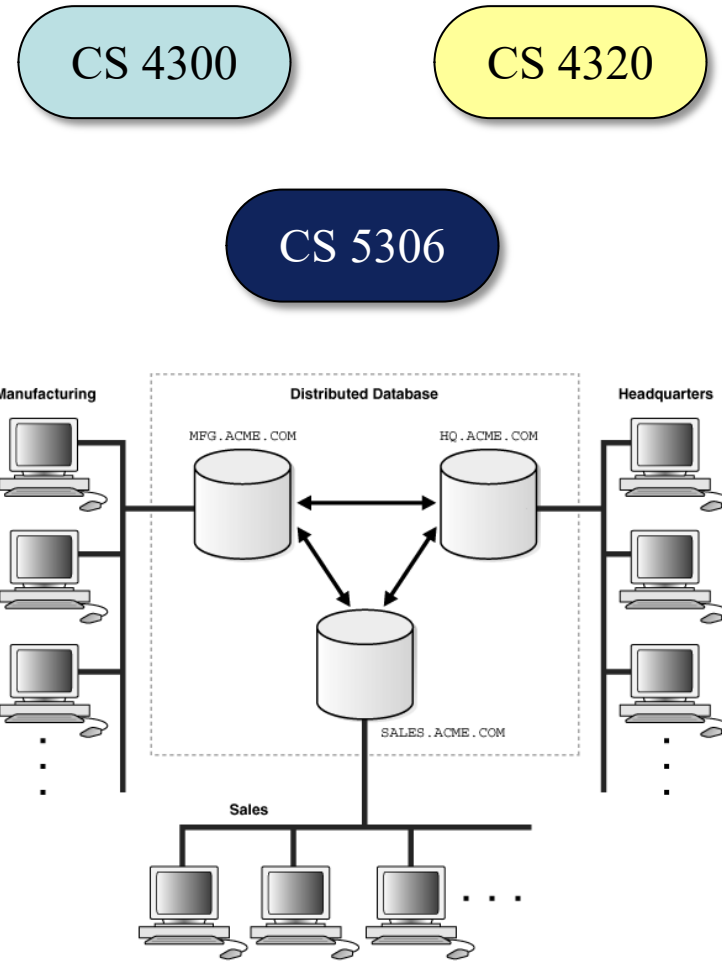 CS 4300
CS 4320
CS 5306
Manufacturing
Distributed Database
Headquarters
MFG.ACME.COM
HQ.ACME.COM
SALES.ACME.COM
Sales